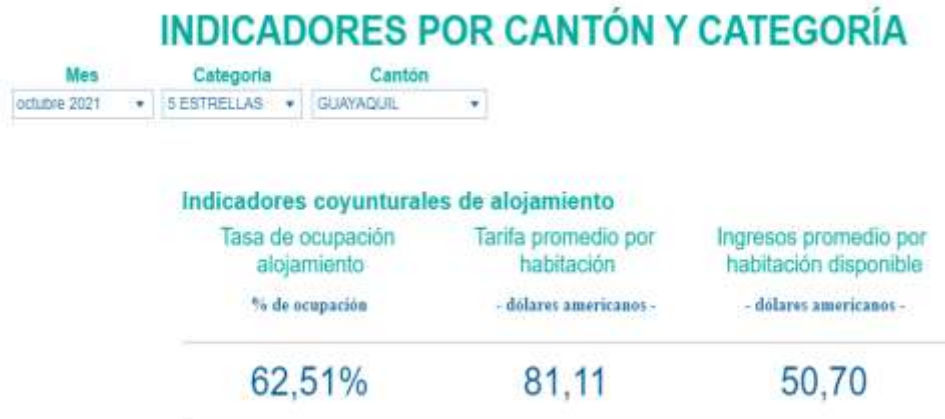 INDICADORES POR CANTÓN Y CATEGORÍA
Mes Categoría Cantón
octubre 2021 5 ESTRELLAS GUAYAQUIL
Indicadores coyunturales de alojamiento
Tasa de ocupación Tarifa promedio por Ingresos promedio por
alojamiento habitación habitación disponible
% de ocupación - dólares americanos - - dólares americanos -
62,51% 81,11 50,70